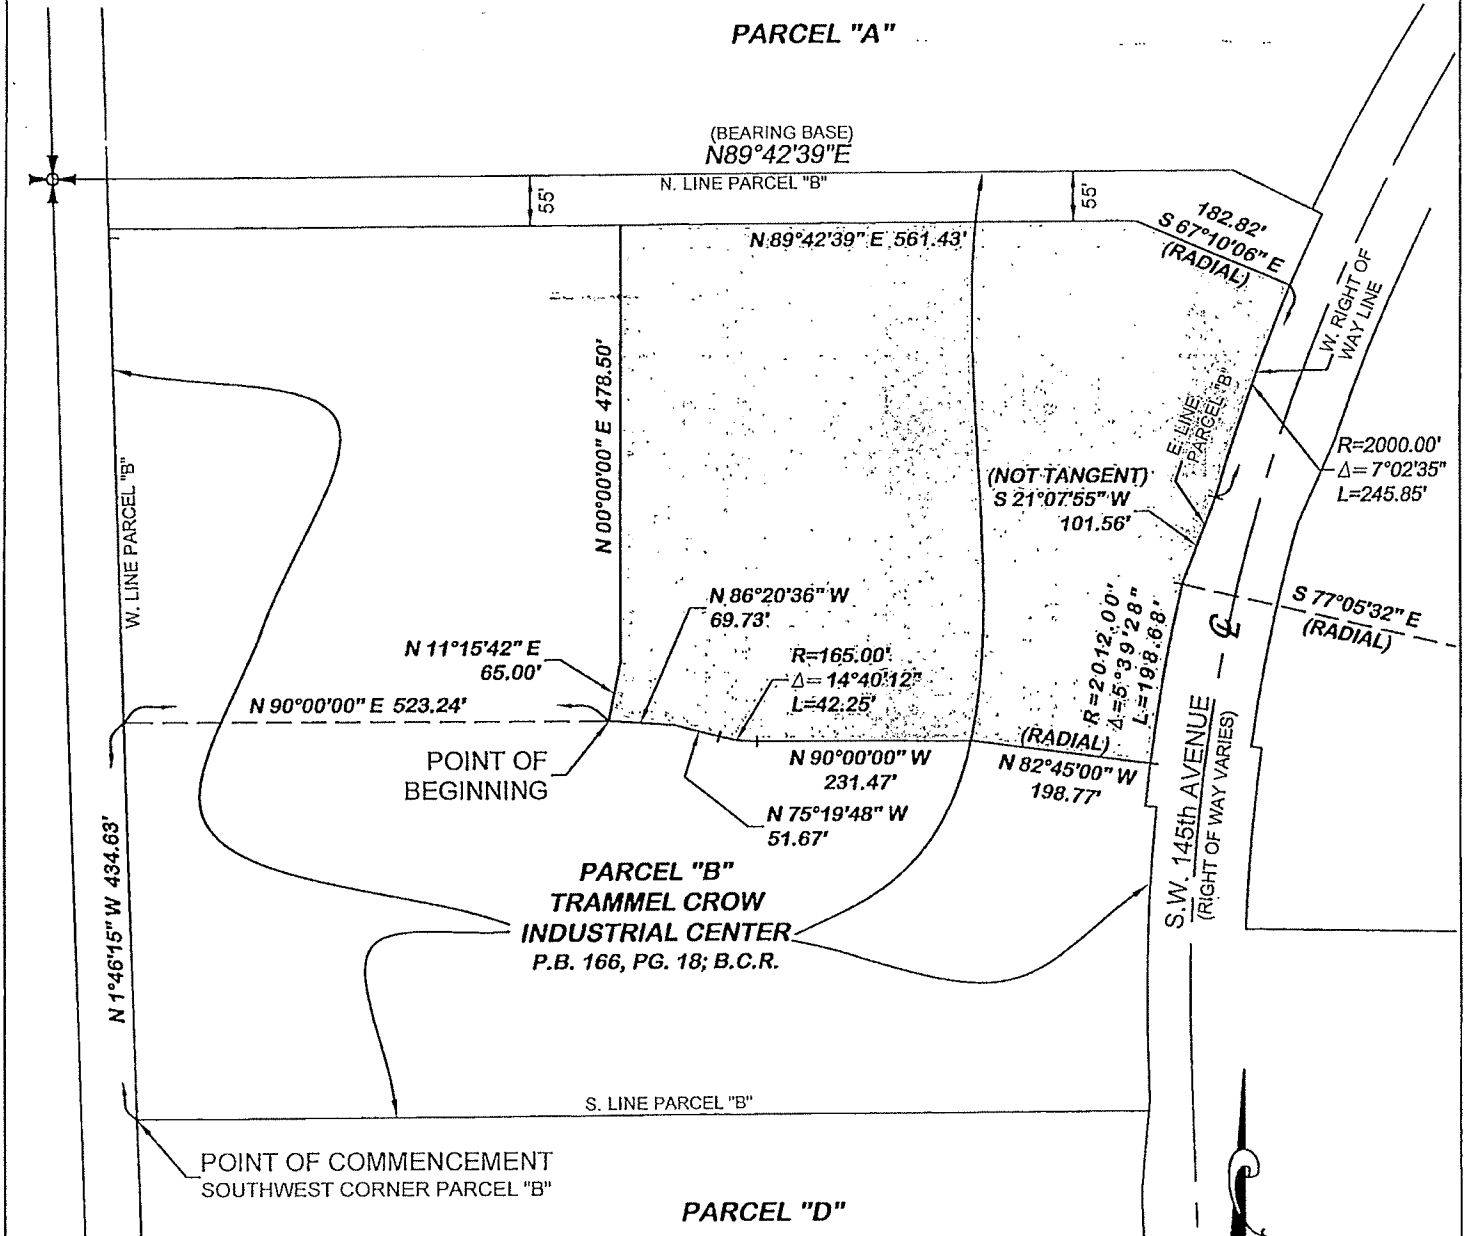 PARCEL "A"
(BEARING BASE)
N89°42'39"E
N. LINE PARCEL "B"
55'
55'
182.82'
S 67°10'06" E
(RADIAL)
N 89°42'39" E 561.43'
W. RIGHT OF
WAY LINE
N 00°00'00" E 478.50'
E. LINE
PARCEL "B"
R=2000.00'
Δ=7°02'35"
L=245.85'
W. LINE PARCEL "B"
(NOT TANGENT)
S 21°07'55" W
101.56'
N 86°20'36" W
69.73'
S 77°05'32" E
(RADIAL)
N 11°15'42" E
65.00'
R=165.00'
Δ=14°40'12"
L=42.25'
R=2012.00'
Δ=5°39'28"
L=198.68'
N 90°00'00" E 523.24'
POINT OF
BEGINNING
N 90°00'00" W
231.47'
(RADIAL)
N 82°45'00" W
198.77'
N 75°19'48" W
51.67'
S.W. 145th AVENUE
(RIGHT OF WAY VARIES)
N 1°46'15" W 434.63'
PARCEL "B"
TRAMMEL CROW
INDUSTRIAL CENTER
P.B. 166, PG. 18; B.C.R.
S. LINE PARCEL "B"
POINT OF COMMENCEMENT
SOUTHWEST CORNER PARCEL "B"
PARCEL "D"